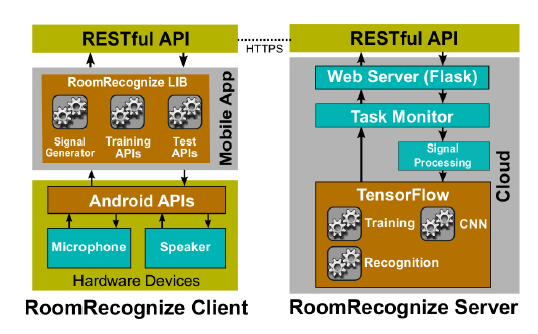 RESTful API
HTTPS
RESTful API
RoomRecognize LIB
Signal
Generator
Training
APIs
Test
APIs
Mobile App
Android APIs
Microphone
Speaker
Hardware Devices
RoomRecognize Client
Web Server (Flask)
Task Monitor
Signal
Processing
Cloud
TensorFlow
Training
CNN
Recognition
RoomRecognize Server